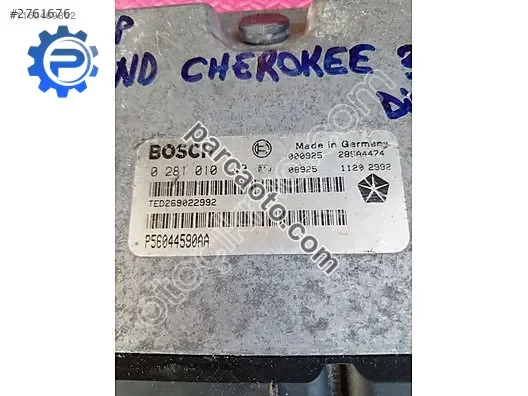 #2761676
ND CHEROKEE 3
BOSCH
Made in Germany
000925 28SA4474
0 281 010
08925 1120 2992
TED269022992
P56044590AA
parcaoto.com